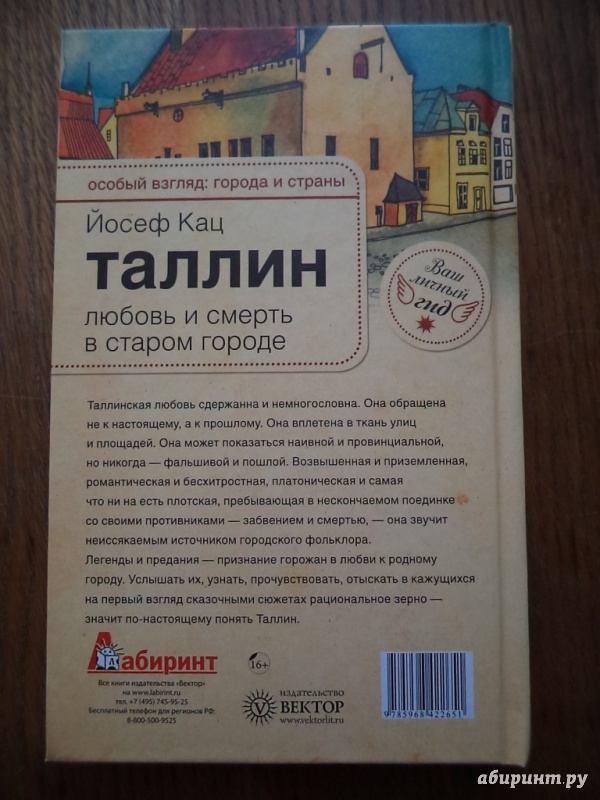 особый взгляд: города и страны
Йосеф Кац
таллин
любовь и смерть
в старом городе
Ваш
личный
гид
Таллинская любовь сдержанна и немногословна. Она обращена
не к настоящему, а к прошлому. Она вплетена в ткань улиц
и площадей. Она может показаться наивной и провинциальной,
но никогда — фальшивой и пошлой. Возвышенная и приземленная,
романтическая и бесхитростная, платоническая и самая
что ни на есть плотская, пребывающая в нескончаемом поединке
со своими противниками — забвением и смертью, — она звучит
неиссякаемым источником городского фольклора.
Легенды и предания — признание горожан в любви к родному
городу. Услышать их, узнать, прочувствовать, отыскать в кажущихся
на первый взгляд сказочными сюжетах рациональное зерно —
значит по-настоящему понять Таллин.
Лабиринт
Все книги издательства «Вектор»
на www.labirint.ru
тел. +7 (495) 745-95-25
Бесплатный телефон для регионов РФ:
8-800-500-9525
16+
издательство
ВЕКТОР
www.vektorlit.ru
9785968422651
абиринт.ру